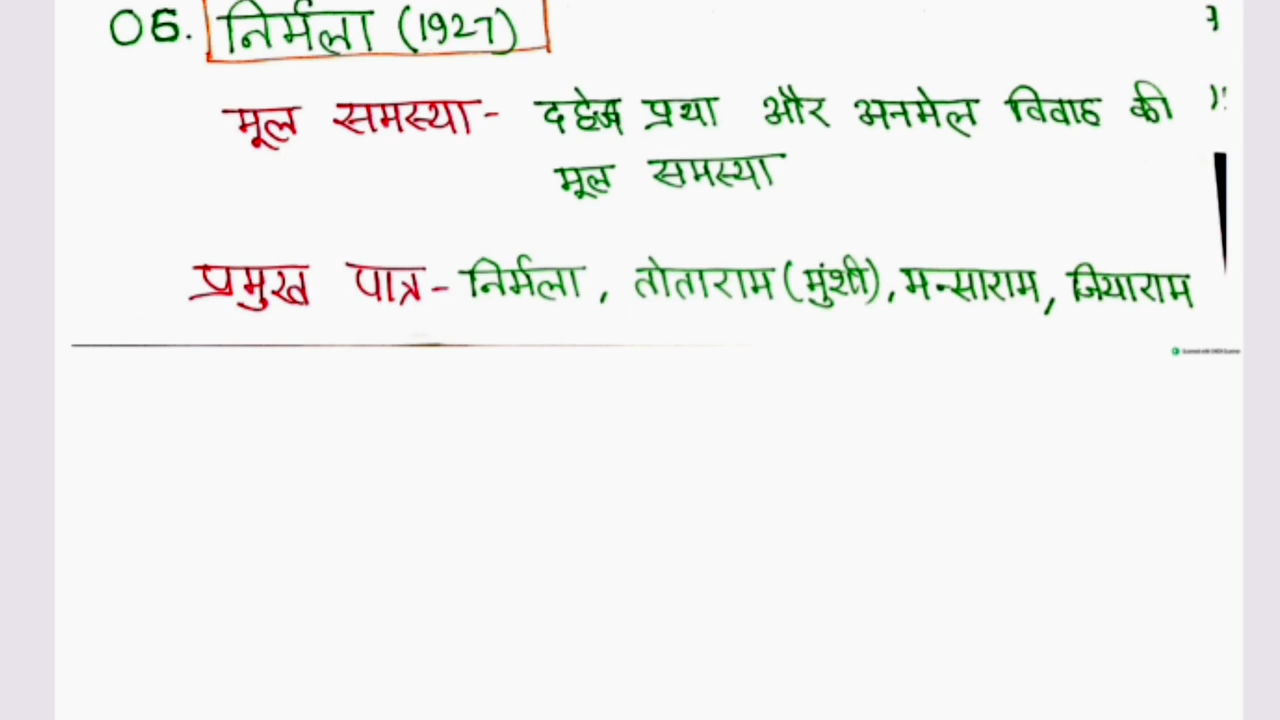 06. निर्मला (1927)
मूल समस्या - दहेज प्रथा और अनमेल विवाह की
मूल समस्या
प्रमुख पात्र - निर्मला, तोताराम (मुंशी), मन्साराम, जियाराम